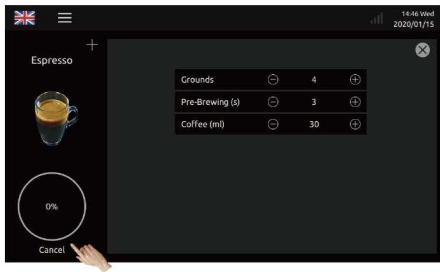 14:46 Wed
2020/01/15
Espresso
Grounds 4
Pre-Brewing (s) 3
Coffee (ml) 30
0%
Cancel